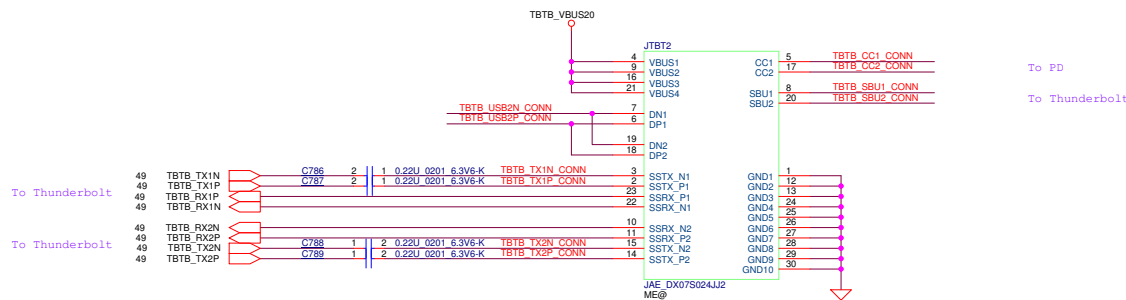 TBTB_VBUS20
JTBT2
4 VBUS1 CC1 5 TBTB_CC1_CONN
9 VBUS2 CC2 17 TBTB_CC2_CONN To PD
16 VBUS3
21 VBUS4 SBU1 8 TBTB_SBU1_CONN
SBU2 20 TBTB_SBU2_CONN To Thunderbolt
TBTB_USB2N_CONN 7 DN1
TBTB_USB2P_CONN 6 DP1
19 DN2
18 DP2
49 TBTB_TX1N C786 2 1 0.22U_0201_6.3V6-K TBTB_TX1N_CONN 3 SSTX_N1 GND1 1
49 TBTB_TX1P C787 2 1 0.22U_0201_6.3V6-K TBTB_TX1P_CONN 2 SSTX_P1 GND2 12
To Thunderbolt 49 TBTB_RX1P 23 SSRX_P1 GND3 13
49 TBTB_RX1N 22 SSRX_N1 GND4 24
GND5 25
49 TBTB_RX2N 10 SSRX_N2 GND6 26
49 TBTB_RX2P 11 SSRX_P2 GND7 27
To Thunderbolt 49 TBTB_TX2N C788 1 2 0.22U_0201_6.3V6-K TBTB_TX2N_CONN 15 SSTX_N2 GND8 28
49 TBTB_TX2P C789 1 2 0.22U_0201_6.3V6-K TBTB_TX2P_CONN 14 SSTX_P2 GND9 29
GND10 30
JAE_DX07S024JJ2
ME@